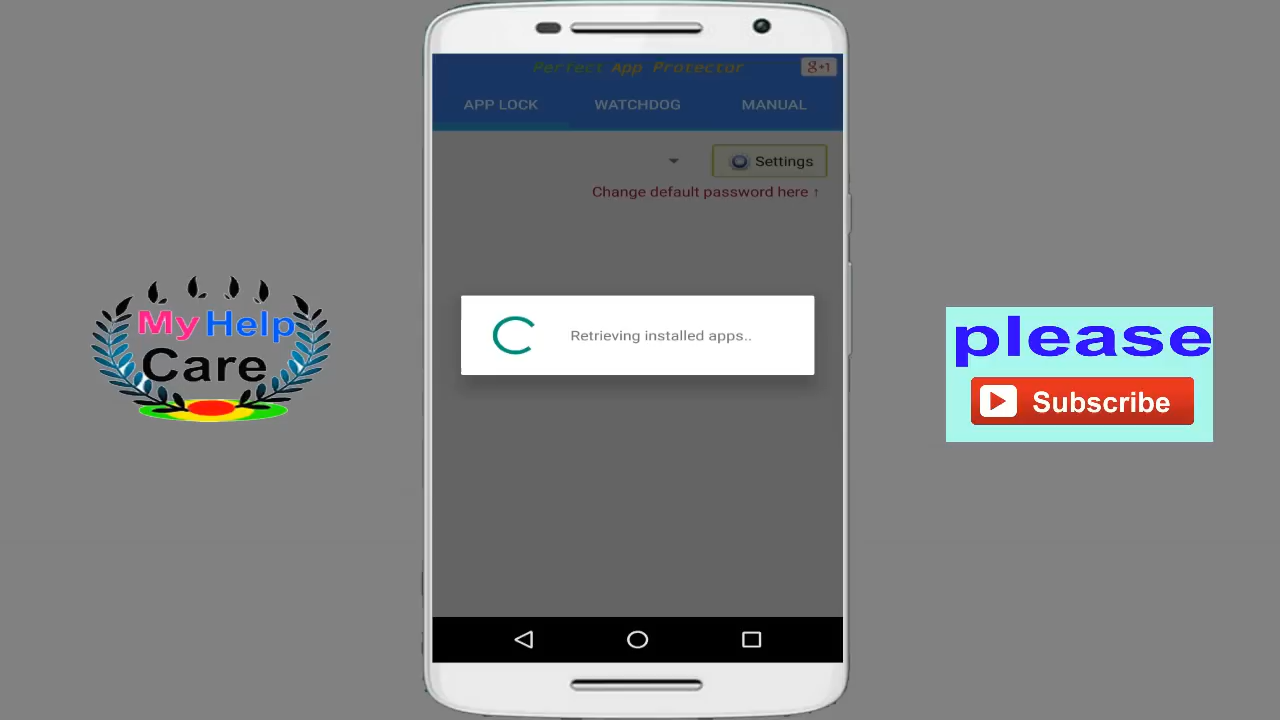 Perfect App Protector
g+1
APP LOCK
WATCHDOG
MANUAL
Settings
Change default password here ↑
Retrieving installed apps..
My Help
Care
please
Subscribe